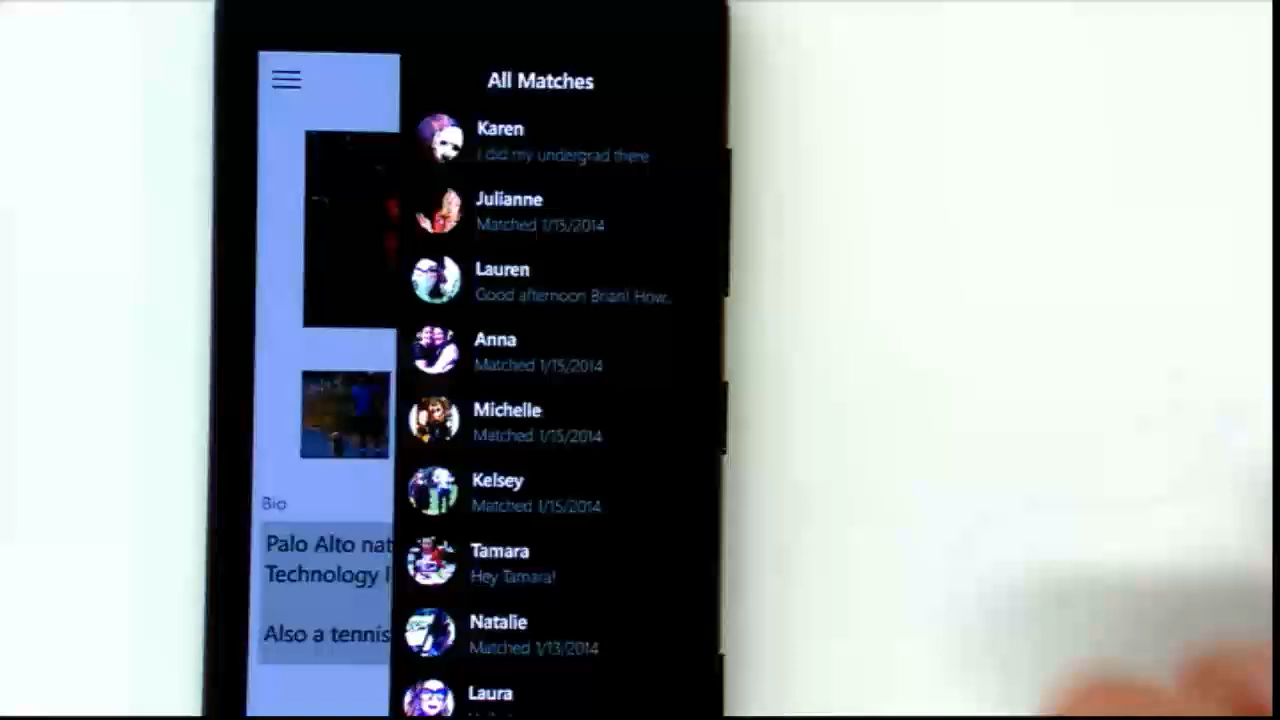 All Matches
Karen
I did my undergrad there
Julianne
Matched 1/15/2014
Lauren
Good afternoon Brian! How..
Anna
Matched 1/15/2014
Michelle
Matched 1/15/2014
Kelsey
Matched 1/15/2014
Tamara
Hey Tamara!
Natalie
Matched 1/13/2014
Laura
Bio
Palo Alto nat
Technology
Also a tennis